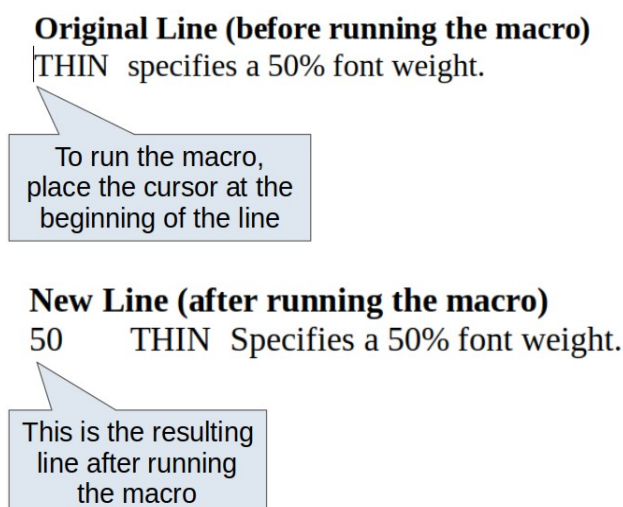 Original Line (before running the macro)
THIN specifies a 50% font weight.
To run the macro,
place the cursor at the
beginning of the line
New Line (after running the macro)
50 THIN Specifies a 50% font weight.
This is the resulting
line after running
the macro